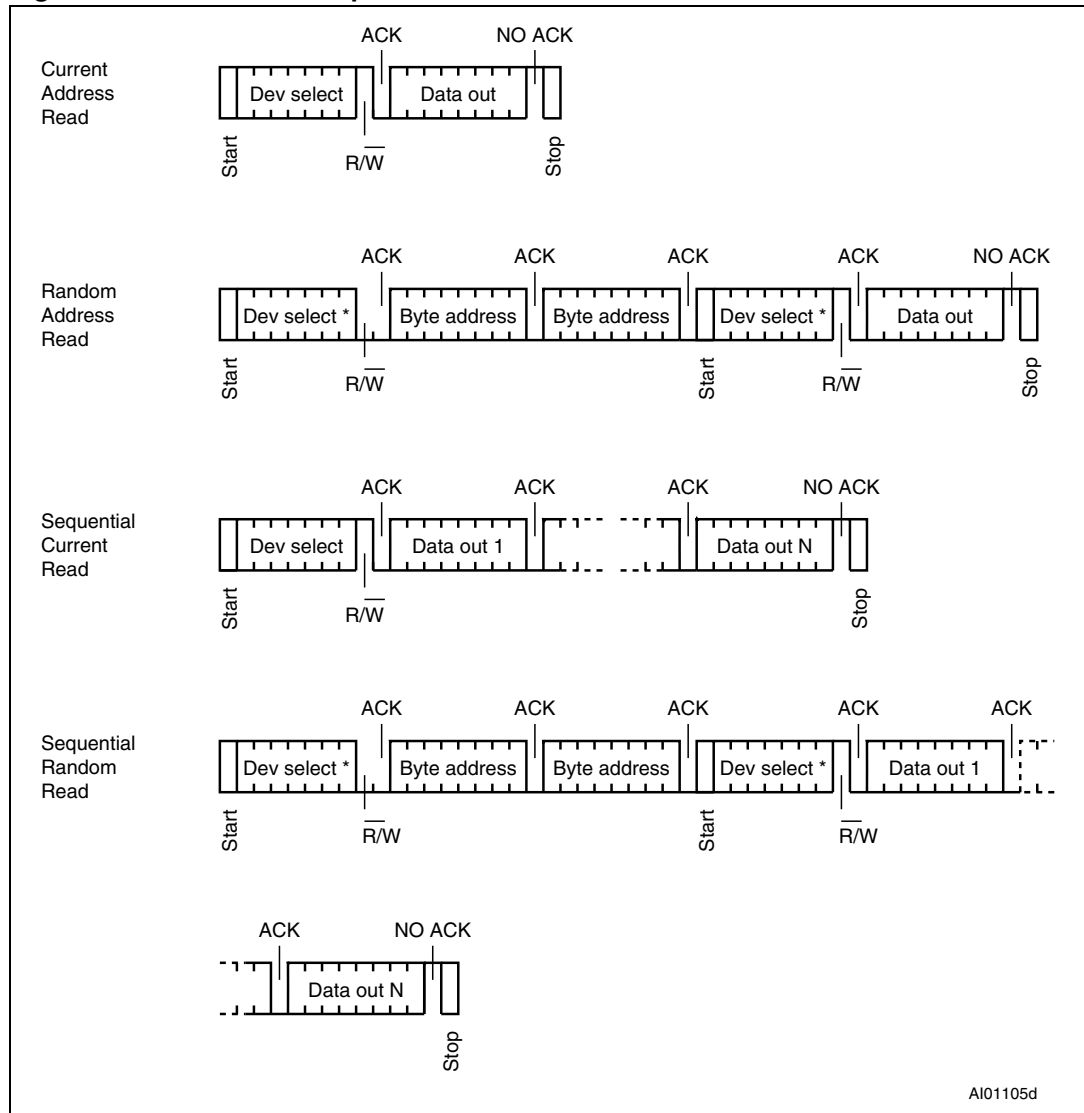 ACK NO ACK
Current
Address
Read
Dev select Data out
Start R/W̅ Stop
ACK ACK ACK ACK NO ACK
Random
Address
Read
Dev select * Byte address Byte address Dev select * Data out
Start R/W̅ Start R/W̅ Stop
ACK ACK ACK NO ACK
Sequential
Current
Read
Dev select Data out 1 Data out N
Start R/W̅ Stop
ACK ACK ACK ACK ACK
Sequential
Random
Read
Dev select * Byte address Byte address Dev select * Data out 1
Start R̅/W Start R̅/W
ACK NO ACK
Data out N
Stop
AI01105d